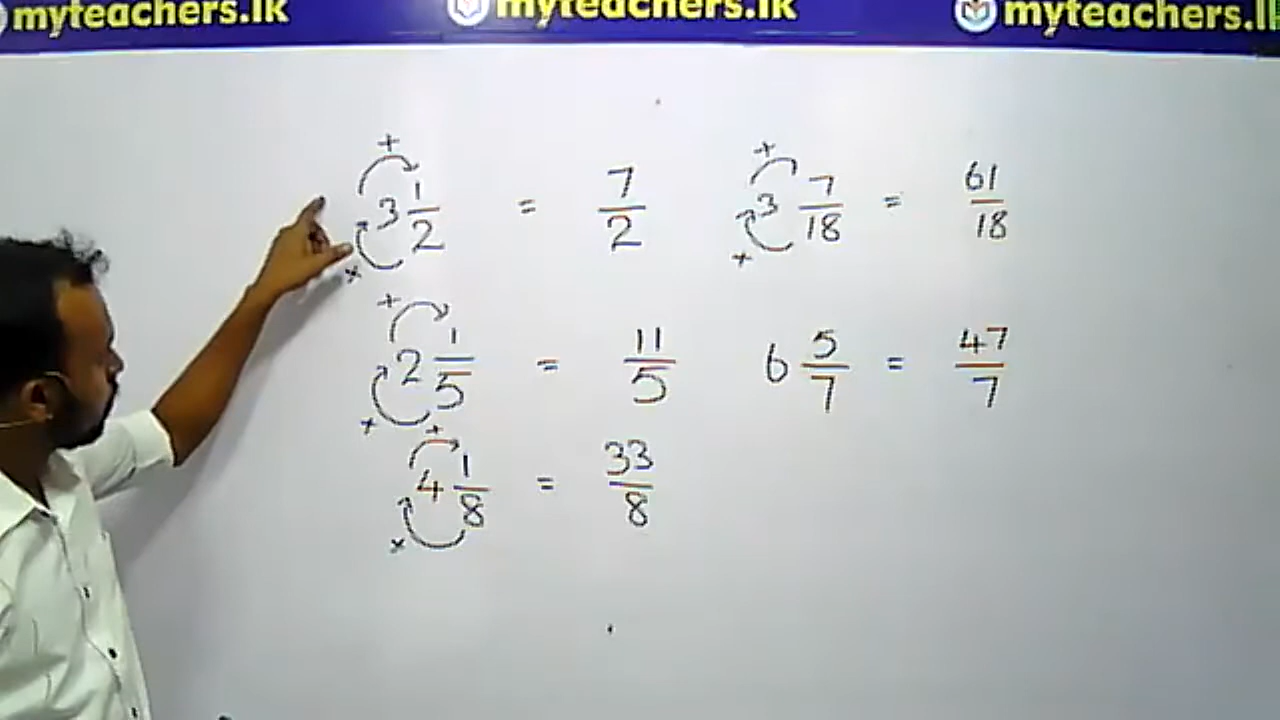 myteachers.lk myteachers.lk myteachers.l
3 1/2 = 7/2
+
×
3 7/18 = 61/18
+
×
2 1/5 = 11/5
+
×
6 5/7 = 47/7
4 1/8 = 33/8
+
×